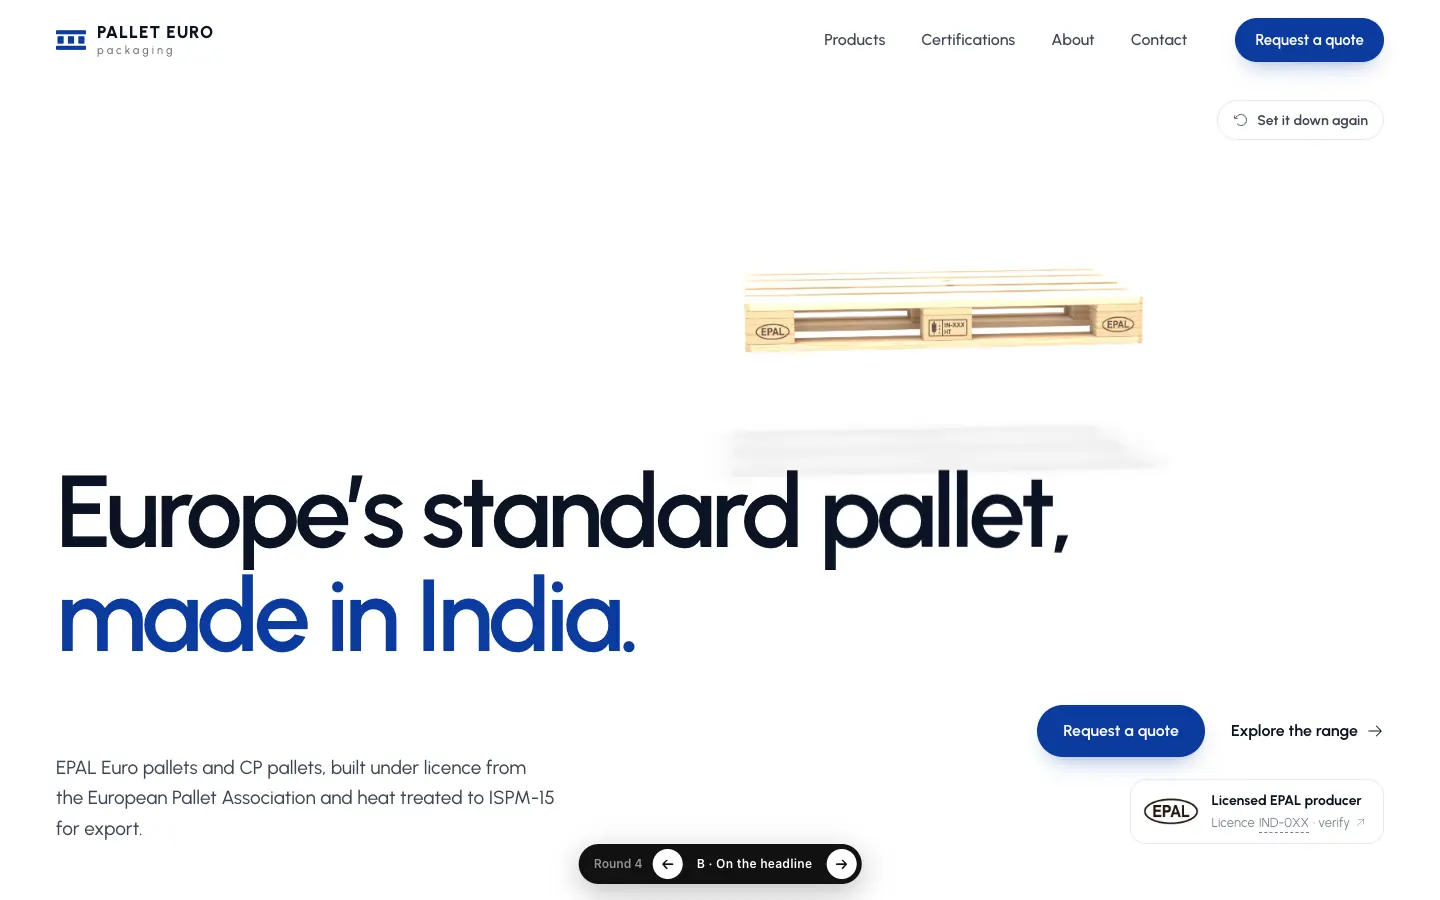 PALLET EURO
packaging
Products
Certifications
About
Contact
Request a quote
Set it down again
EPAL
IN-XXX
HT
EPAL
Europe's standard pallet,
made in India.
Request a quote
Explore the range
EPAL Euro pallets and CP pallets, built under licence from
the European Pallet Association and heat treated to ISPM-15
for export.
EPAL
Licensed EPAL producer
Licence IND-0XX · verify
Round 4
B · On the headline